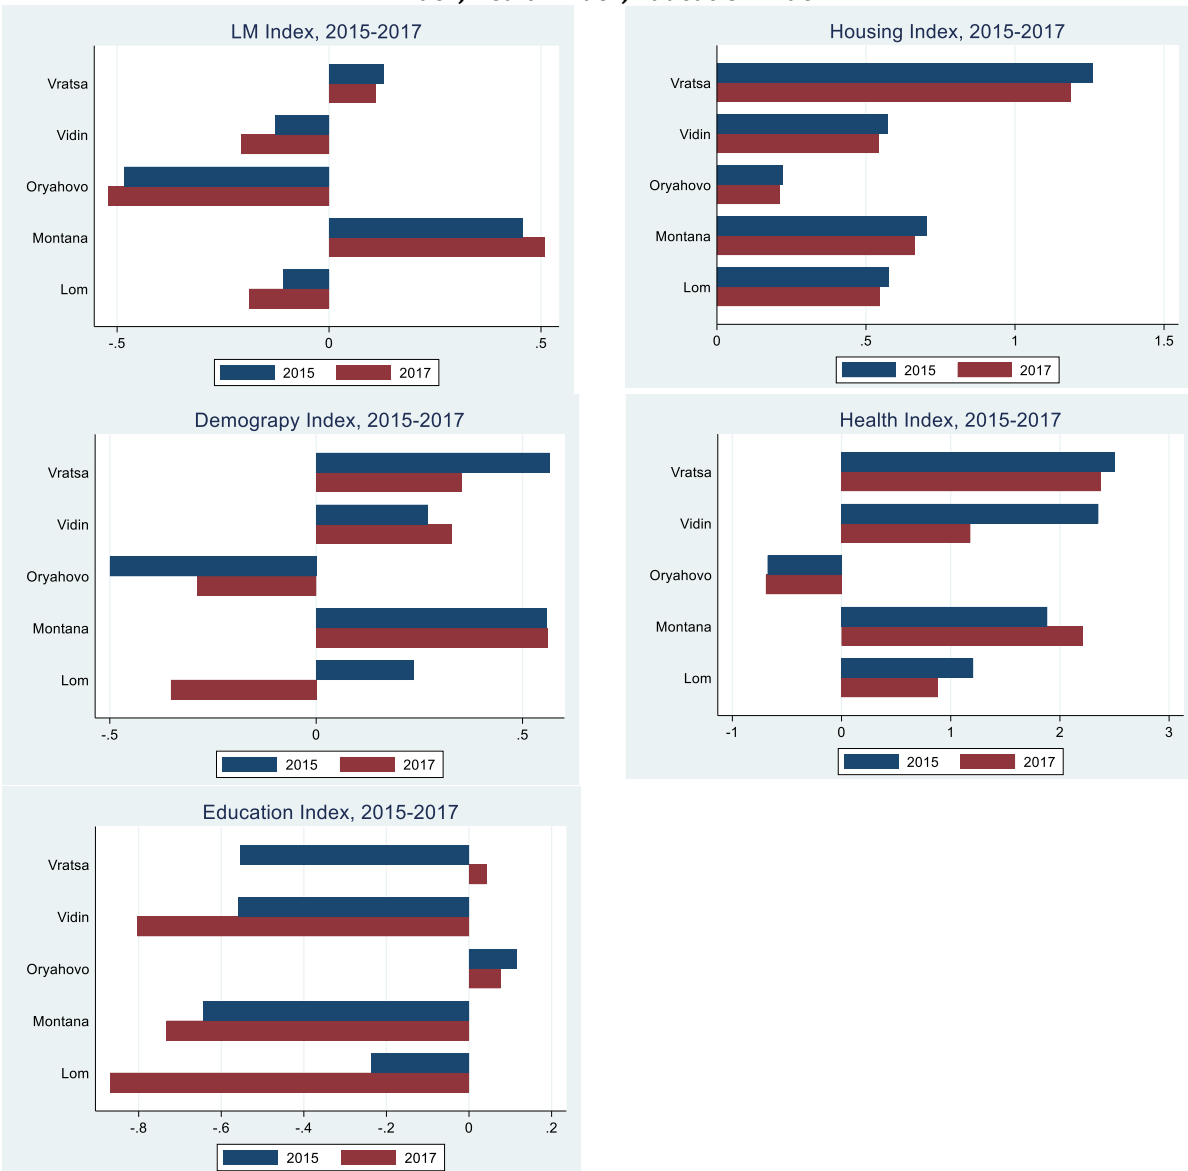 LM Index, 2015-2017
Vratsa
Vidin
Oryahovo
Montana
Lom
-.5 0 .5
2015 2017
Housing Index, 2015-2017
Vratsa
Vidin
Oryahovo
Montana
Lom
0 .5 1 1.5
2015 2017
Demograpy Index, 2015-2017
Vratsa
Vidin
Oryahovo
Montana
Lom
-.5 0 .5
2015 2017
Health Index, 2015-2017
Vratsa
Vidin
Oryahovo
Montana
Lom
-1 0 1 2 3
2015 2017
Education Index, 2015-2017
Vratsa
Vidin
Oryahovo
Montana
Lom
-.8 -.6 -.4 -.2 0 .2
2015 2017